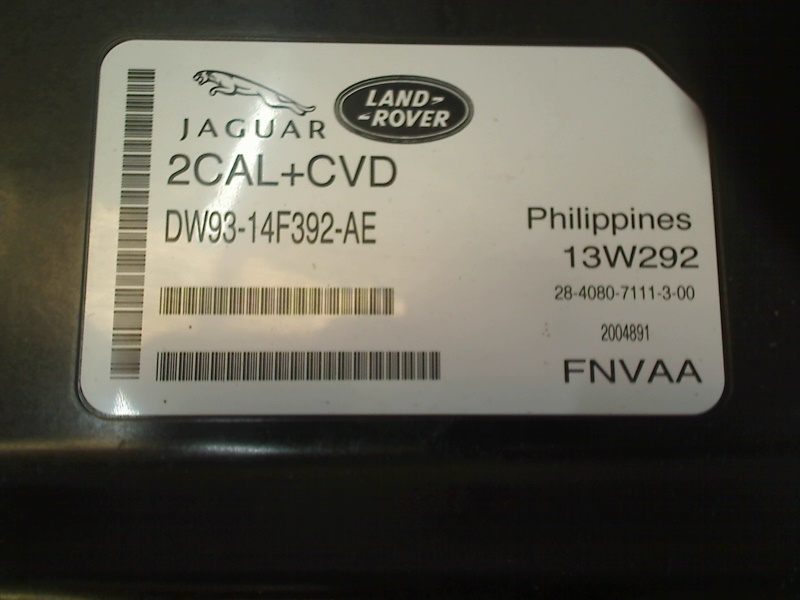 JAGUAR
LAND-
-ROVER
2CAL+CVD
DW93-14F392-AE
Philippines
13W292
28-4080-7111-3-00
2004891
FNVAA